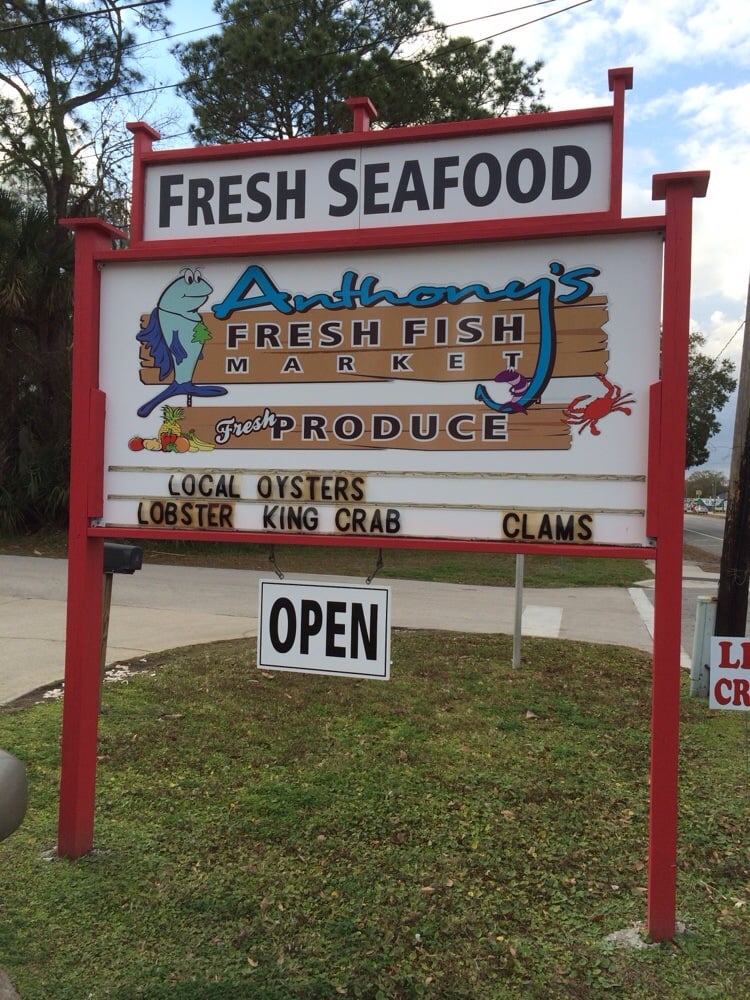 FRESH SEAFOOD
Anthony's
FRESH FISH
MARKET
Fresh PRODUCE
LOCAL OYSTERS
LOBSTER KING CRAB CLAMS
OPEN